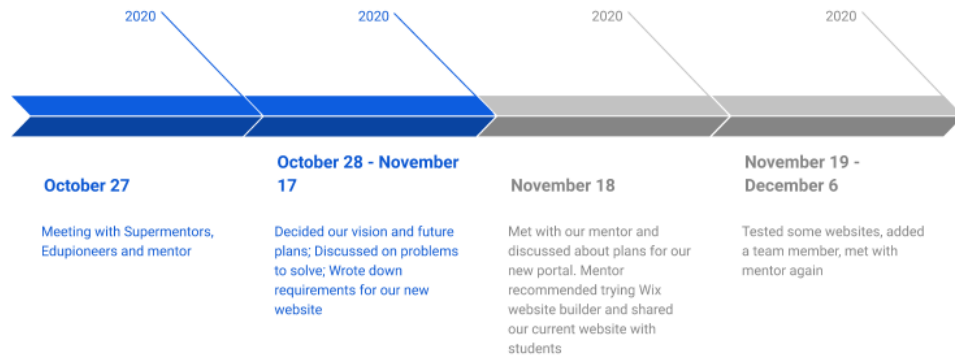 2020
2020
2020
2020
October 27
Meeting with Supermentors,
Edupioneers and mentor
October 28 - November
17
Decided our vision and future
plans; Discussed on problems
to solve; Wrote down
requirements for our new
website
November 18
Met with our mentor and
discussed about plans for our
new portal. Mentor
recommended trying Wix
website builder and shared
our current website with
students
November 19 -
December 6
Tested some websites, added
a team member, met with
mentor again